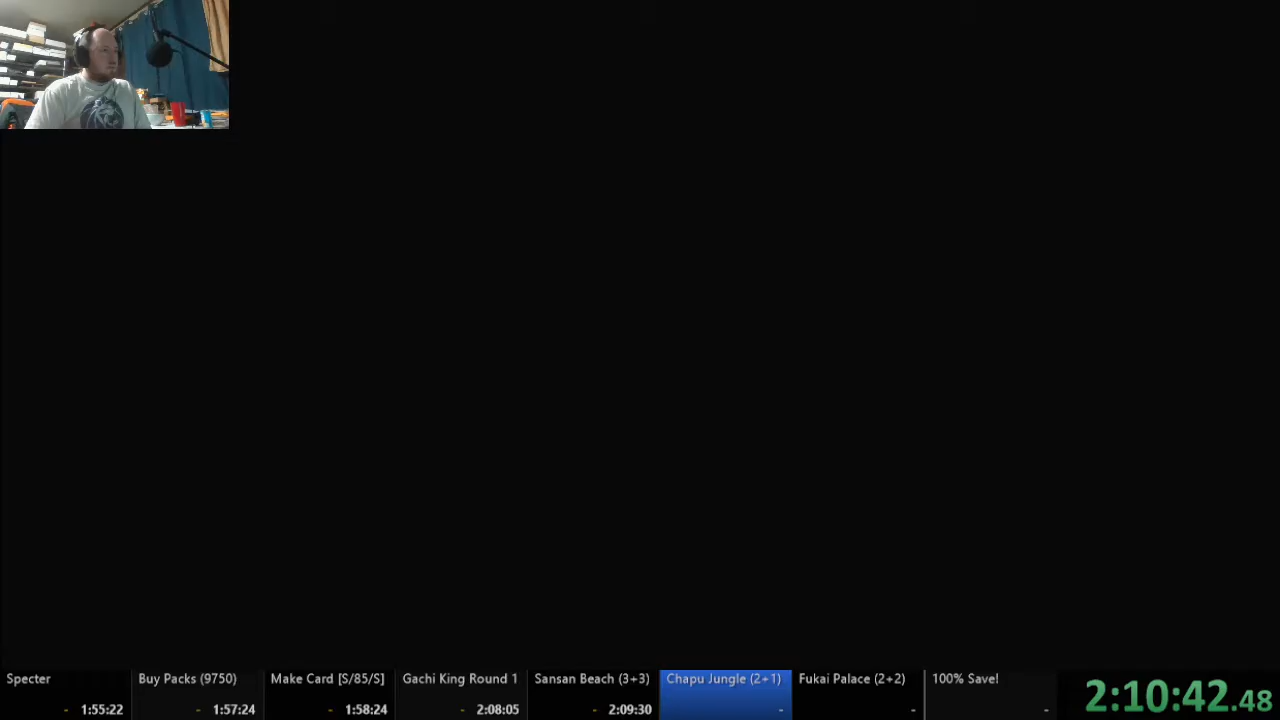 Specter
- 1:55:22
Buy Packs (9750)
- 1:57:24
Make Card [S/85/S]
- 1:58:24
Gachi King Round 1
- 2:08:05
Sansan Beach (3+3)
- 2:09:30
Chapu Jungle (2+1)
-
Fukai Palace (2+2)
-
100% Save!
-
2:10:42.48